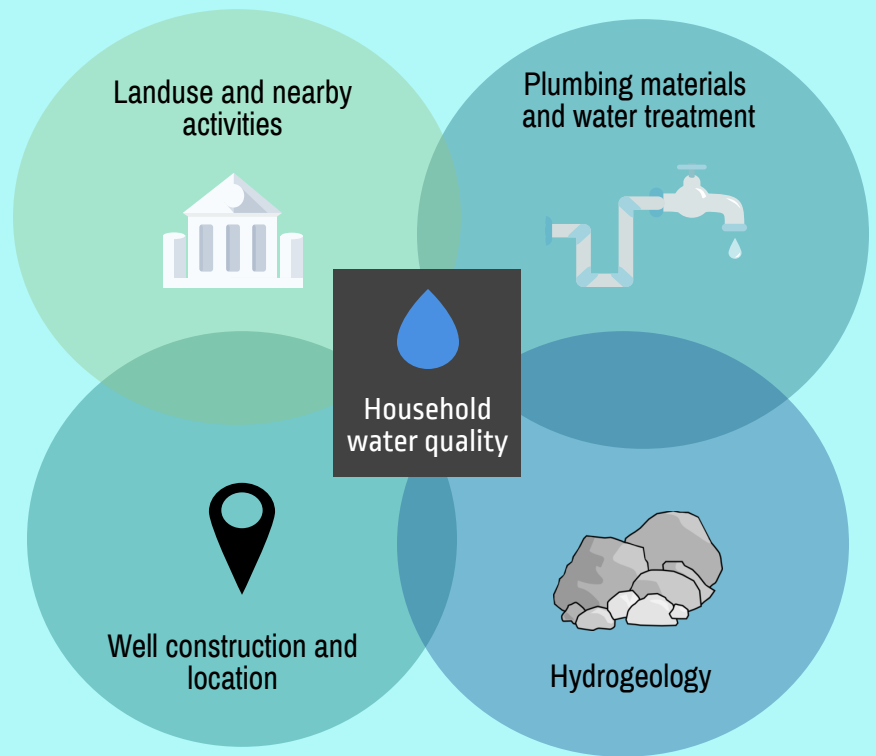 Landuse and nearby
activities
Plumbing materials
and water treatment
Household
water quality
Well construction and
location
Hydrogeology